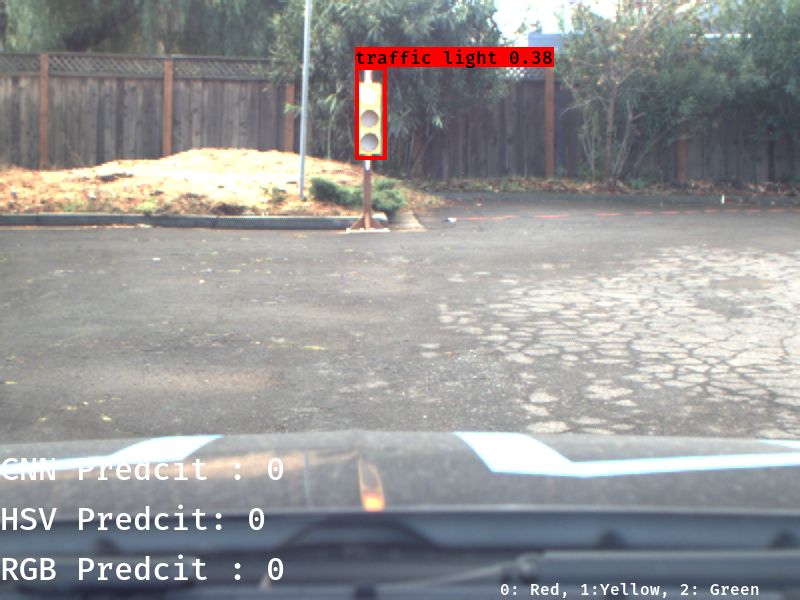 traffic light 0.38
CNN Predcit : 0
HSV Predcit: 0
RGB Predcit : 0
0: Red, 1:Yellow, 2: Green